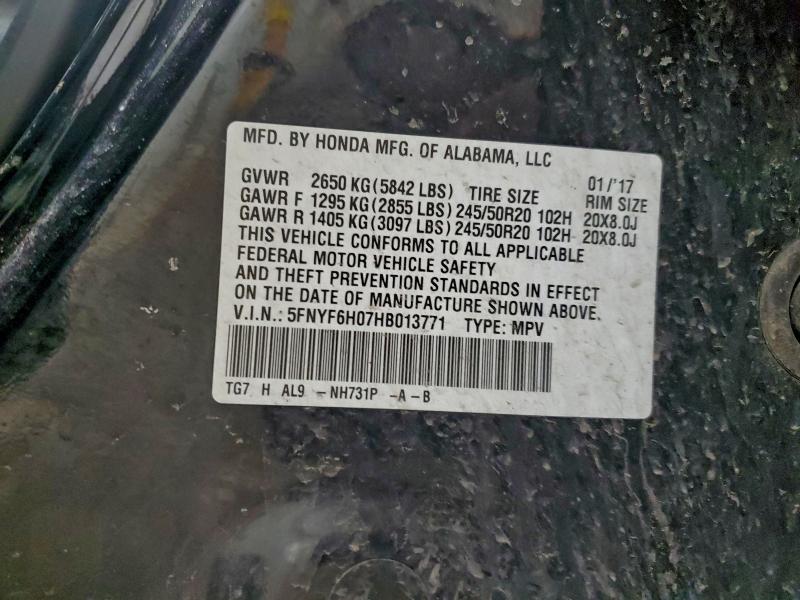 MFD. BY HONDA MFG. OF ALABAMA, LLC
01/'17
GVWR 2650 KG(5842 LBS) TIRE SIZE RIM SIZE
GAWR F 1295 KG(2855 LBS)245/50R20 102H 20X8.0J
GAWR R 1405 KG(3097 LBS)245/50R20 102H 20X8.0J
THIS VEHICLE CONFORMS TO ALL APPLICABLE
FEDERAL MOTOR VEHICLE SAFETY
AND THEFT PREVENTION STANDARDS IN EFFECT
ON THE DATE OF MANUFACTURE SHOWN ABOVE.
V.I.N.: 5FNYF6H07HB013771 TYPE: MPV
TG7 H AL9 -NH731P -A-B